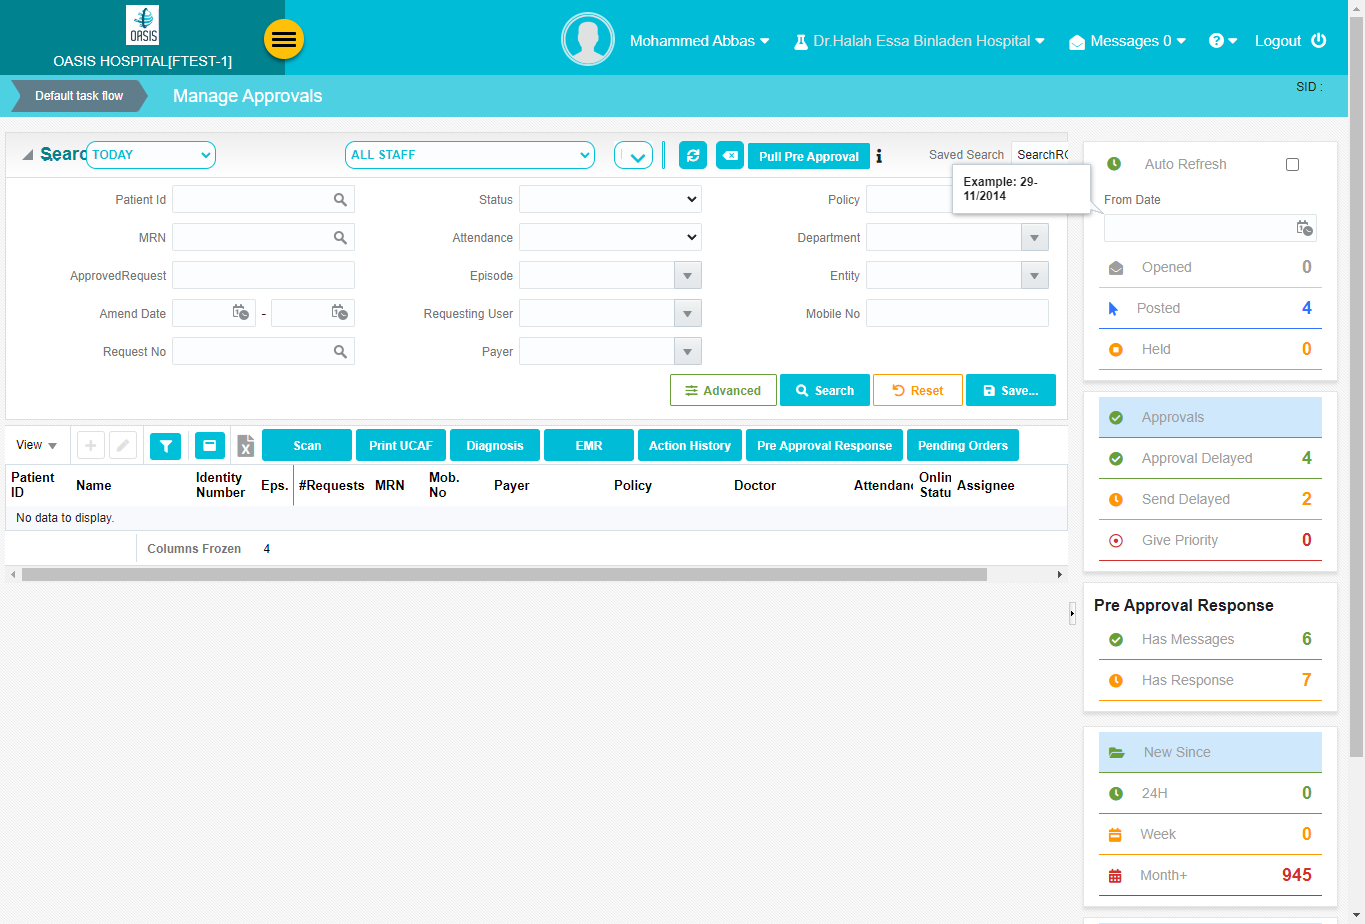 OASIS
OASIS HOSPITAL[FTEST-1]
Mohammed Abbas
Dr.Halah Essa Binladen Hospital
Messages 0
Logout
Default task flow
Manage Approvals
SID :
Searc
TODAY
ALL STAFF
Pull Pre Approval
Saved Search
SearchRC
Example: 29-
11/2014
Patient Id
Status
Policy
MRN
Attendance
Department
ApprovedRequest
Episode
Entity
Amend Date
-
Requesting User
Mobile No
Request No
Payer
Advanced
Search
Reset
Save...
View
Scan
Print UCAF
Diagnosis
EMR
Action History
Pre Approval Response
Pending Orders
Patient
ID
Name
Identity
Number
Eps.
#Requests
MRN
Mob.
No
Payer
Policy
Doctor
Attendanc
Onlin
Statu
Assignee
No data to display.
Columns Frozen 4
Auto Refresh
From Date
Opened 0
Posted 4
Held 0
Approvals
Approval Delayed 4
Send Delayed 2
Give Priority 0
Pre Approval Response
Has Messages 6
Has Response 7
New Since
24H 0
Week 0
Month+ 945